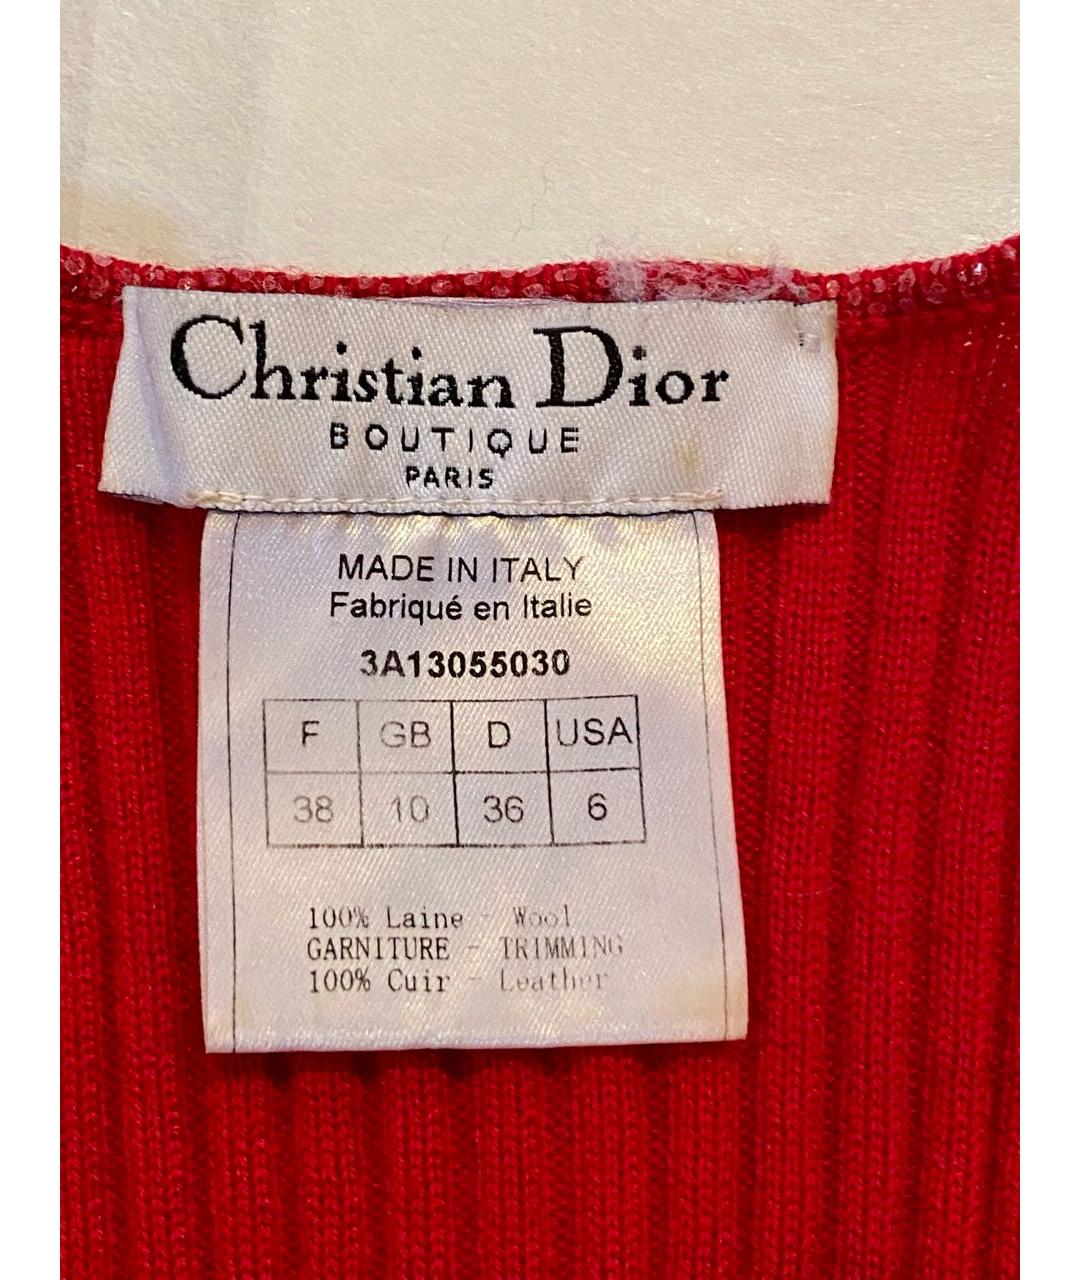 Christian Dior
BOUTIQUE
PARIS
MADE IN ITALY
Fabriqué en Italie
3A13055030
F GB D USA
38 10 36 6
100% Laine - Wool
GARNITURE - TRIMMING
100% Cuir - Leather